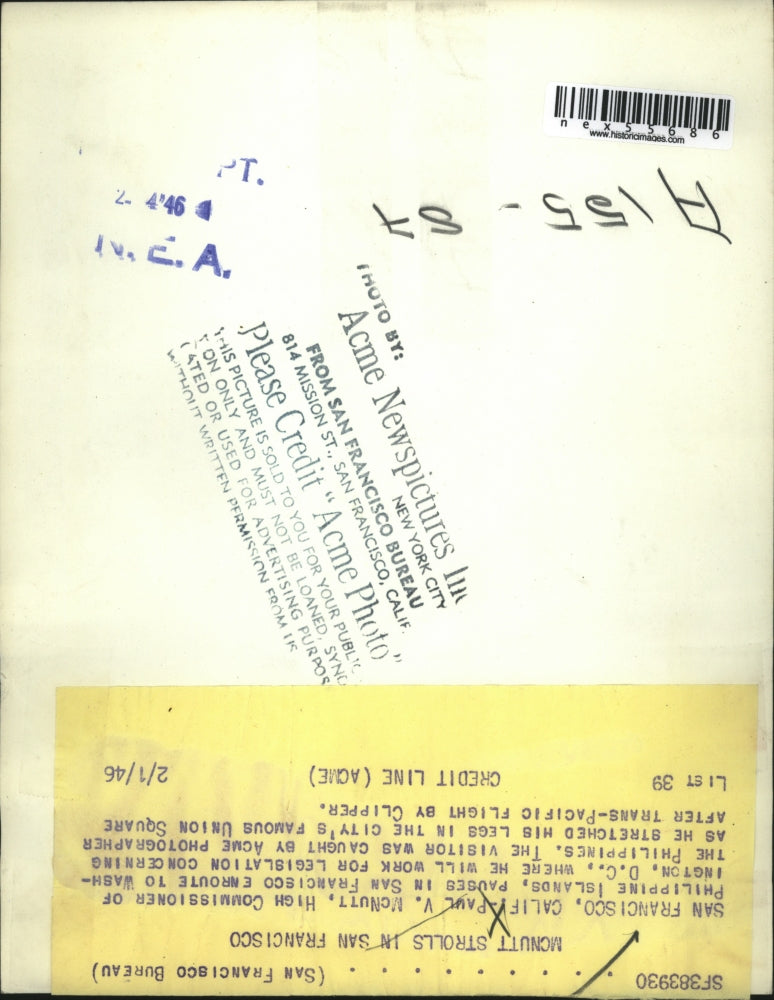 nex55686
www.historicimages.com
PT.
2- 4'46
N. E. A.
PHOTO BY:
Acme Newspictures Inc
NEW YORK CITY
FROM SAN FRANCISCO BUREAU
814 MISSION ST., SAN FRANCISCO, CALIF.
Please Credit "Acme Photo"
THIS PICTURE IS SOLD TO YOU FOR YOUR PUBLIC
ION ONLY AND MUST NOT BE LOANED, SYND
CATED OR USED FOR ADVERTISING PURPOS
WITHOUT WRITTEN PERMISSION FROM US
SF383930 . . . . . . . . . (SAN FRANCISCO BUREAU)
MCNUTT STROLLS IN SAN FRANCISCO
SAN FRANCISCO, CALIF.--PAUL V. MCNUTT, HIGH COMMISSIONER OF
PHILIPPINE ISLANDS, PAUSES IN SAN FRANCISCO ENROUTE TO WASH-
INGTON, D.C., WHERE HE WILL WORK FOR LEGISLATION CONCERNING
THE PHILIPPINES. THE VISITOR WAS CAUGHT BY ACME PHOTOGRAPHER
AS HE STRETCHED HIS LEGS IN THE CITY'S FAMOUS UNION SQUARE
AFTER TRANS-PACIFIC FLIGHT BY CLIPPER.
LIST 39 CREDIT LINE (ACME) 2/1/46